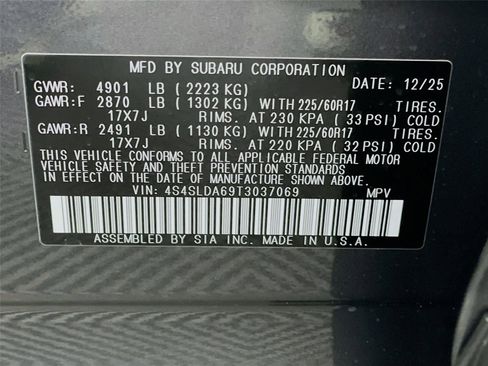 MFD BY SUBARU CORPORATION
GVWR: 4901 LB ( 2223 KG) DATE: 12/25
GAWR:F 2870 LB ( 1302 KG) WITH 225/60R17 TIRES.
17X7J RIMS. AT 230 KPA ( 33 PSI) COLD
GAWR:R 2491 LB ( 1130 KG) WITH 225/60R17 TIRES.
17X7J RIMS. AT 220 KPA ( 32 PSI) COLD
THIS VEHICLE CONFORMS TO ALL APPLICABLE FEDERAL MOTOR
VEHICLE SAFETY AND THEFT PREVENTION STANDARDS IN
EFFECT ON THE DATE OF MANUFACTURE SHOWN ABOVE.
VIN: 4S4SLDA69T3037069 MPV
ASSEMBLED BY SIA INC. MADE IN U.S.A.